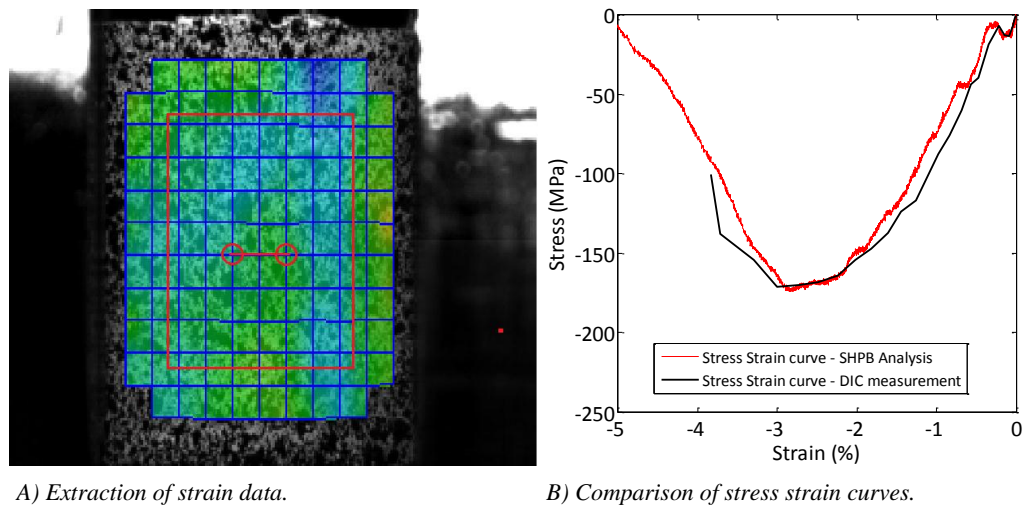 0
-50
-100
-150
-200
-250
Stress (MPa)
Stress Strain curve - SHPB Analysis
Stress Strain curve - DIC measurement
-5 -4 -3 -2 -1 0
Strain (%)
A) Extraction of strain data. B) Comparison of stress strain curves.